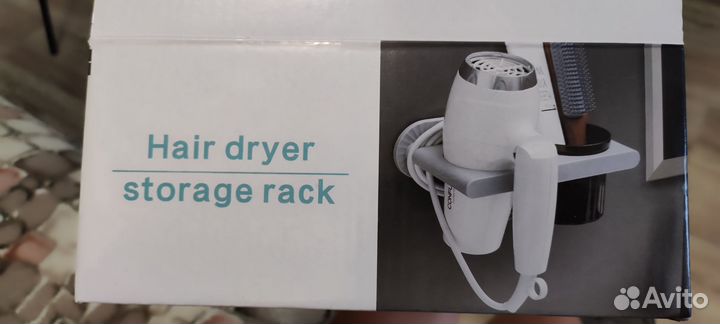 Hair dryer
storage rack
Avito